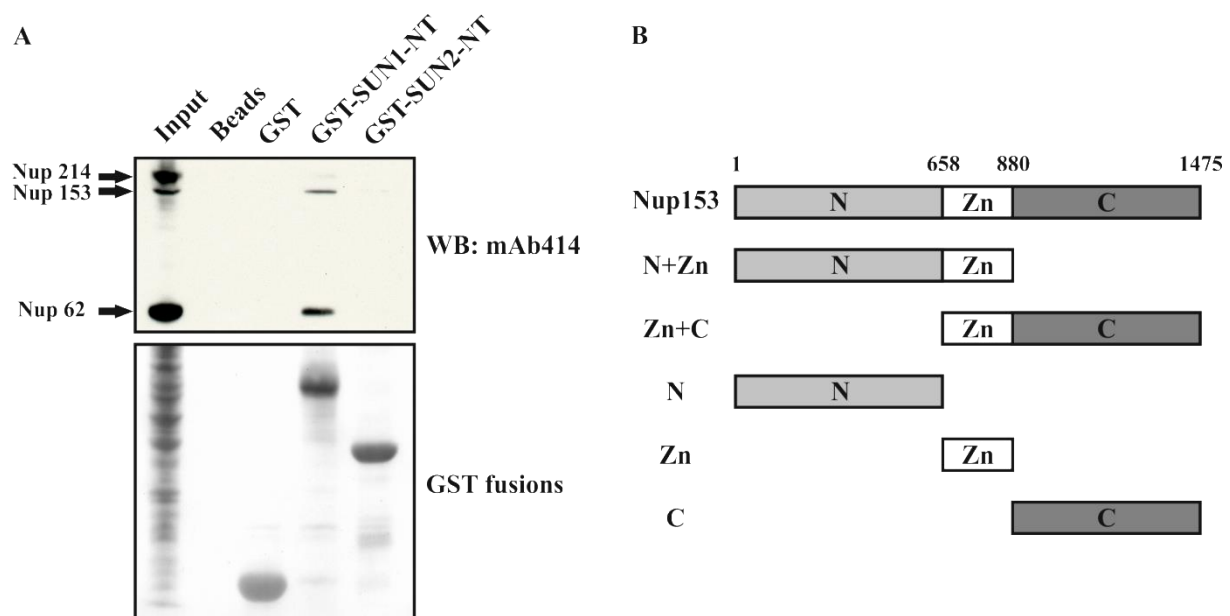 A
Input
Beads
GST
GST-SUN1-NT
GST-SUN2-NT
Nup 214
Nup 153
Nup 62
WB: mAb414
GST fusions
B
1 658 880 1475
Nup153 N Zn C
N+Zn N Zn
Zn+C Zn C
N N
Zn Zn
C C